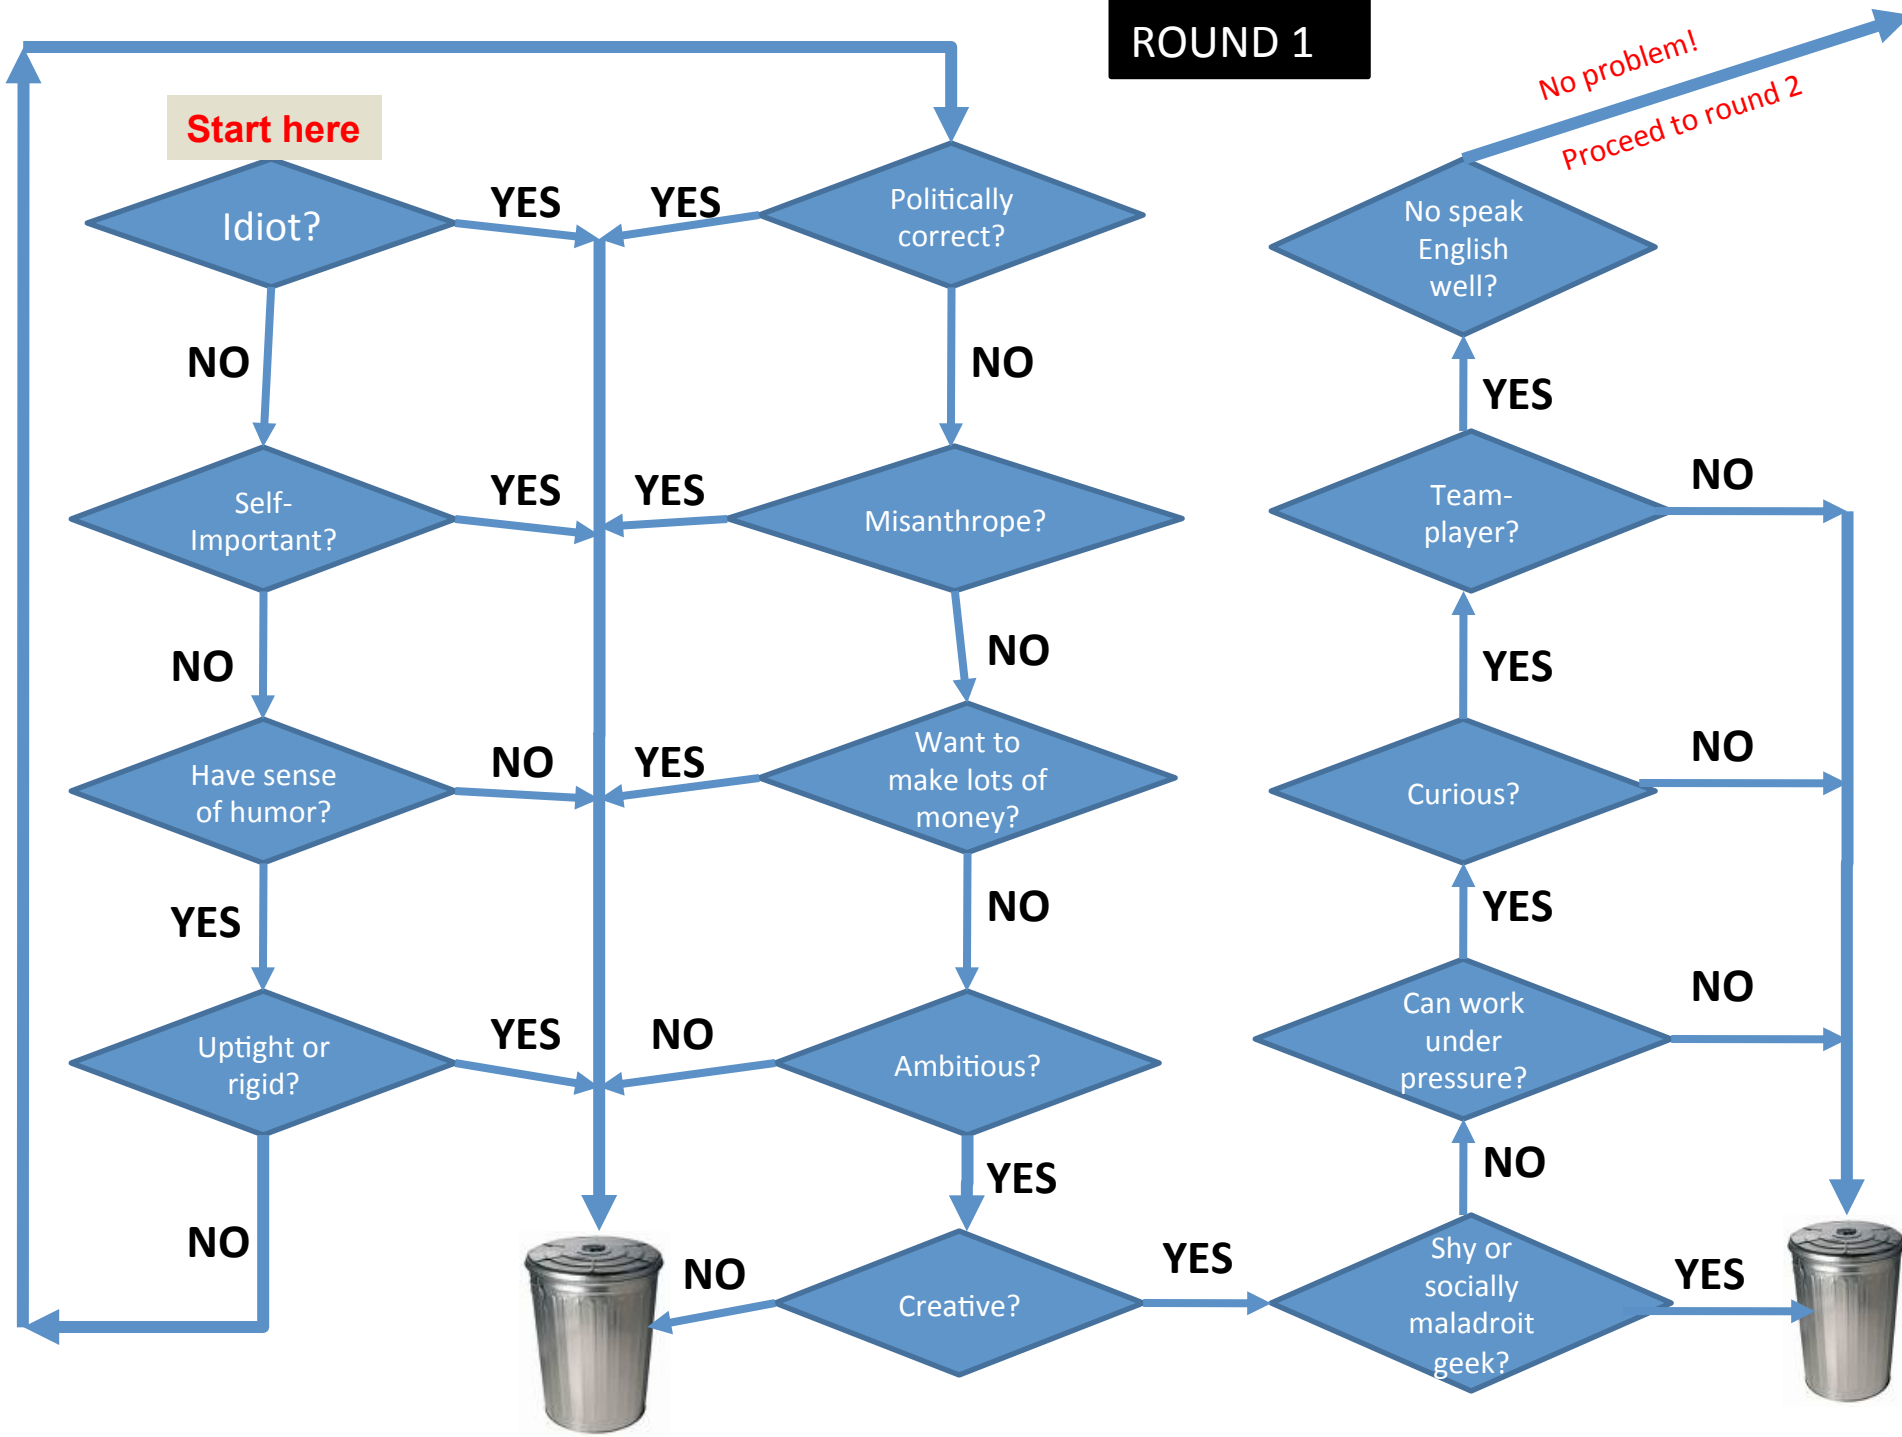 ROUND 1
No problem!
Proceed to round 2
Start here
Idiot?
YES
YES
Politically
correct?
No speak
English
well?
NO
NO
YES
Self-
Important?
YES
YES
Misanthrope?
Team-
player?
NO
NO
NO
YES
Have sense
of humor?
NO
YES
Want to
make lots of
money?
Curious?
NO
YES
NO
YES
Uptight or
rigid?
YES
NO
Ambitious?
Can work
under
pressure?
NO
NO
YES
NO
NO
Creative?
YES
Shy or
socially
maladroit
geek?
YES